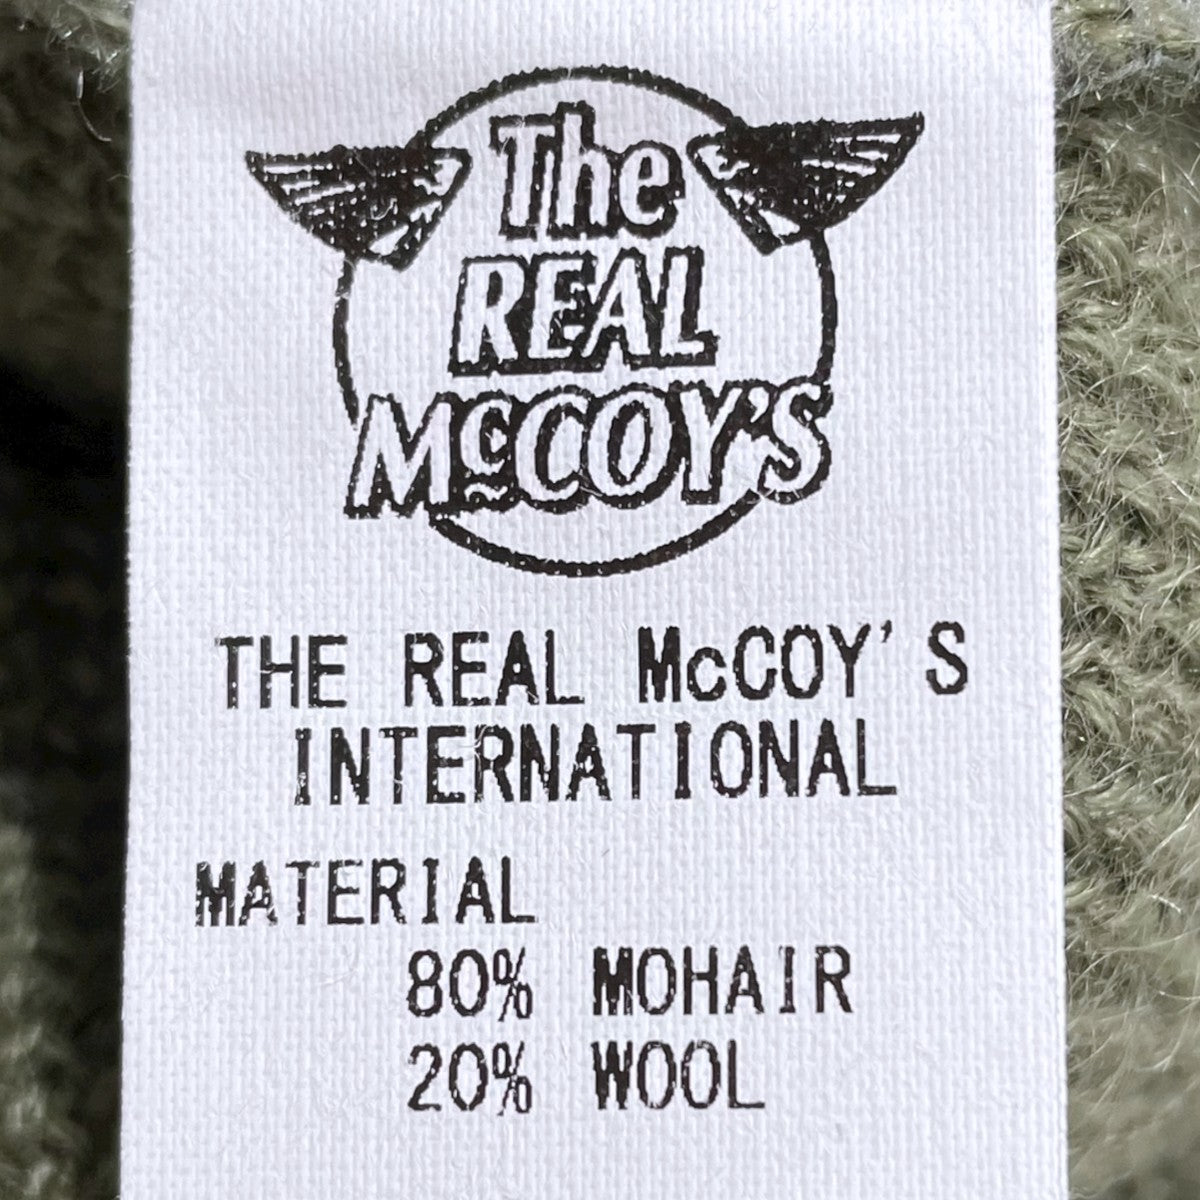 The
REAL
McCOY'S
THE REAL McCOY'S
INTERNATIONAL
MATERIAL
80% MOHAIR
20% WOOL